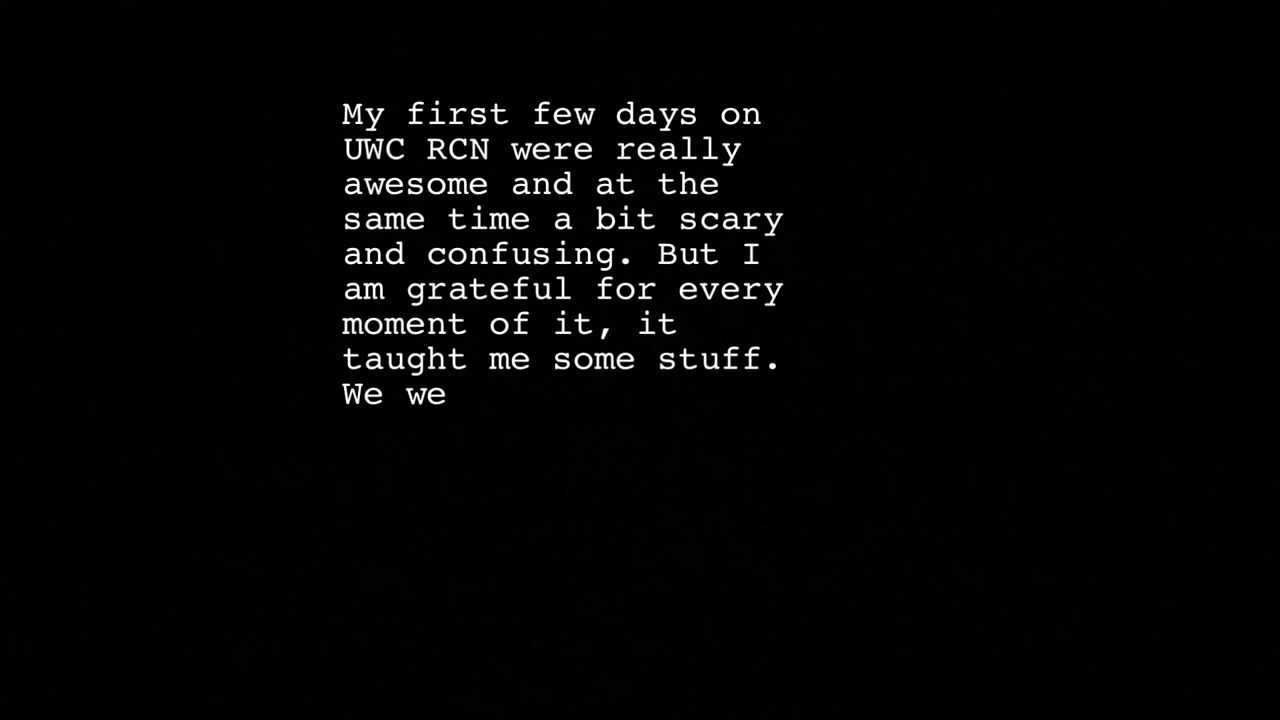 My first few days on
UWC RCN were really
awesome and at the
same time a bit scary
and confusing. But I
am grateful for every
moment of it, it
taught me some stuff.
We we